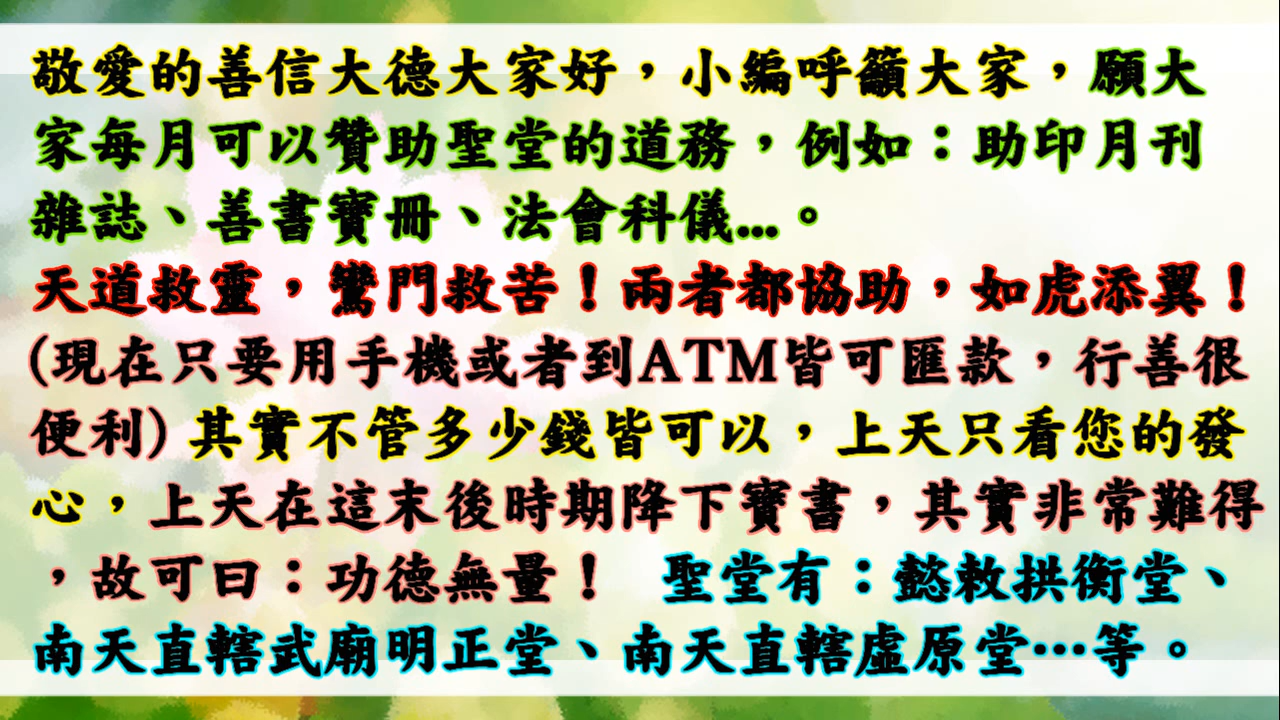 敬愛的善信大德大家好，小編呼籲大家，願大
家每月可以贊助聖堂的道務，例如：助印月刊
雜誌、善書寶冊、法會科儀...。
天道救靈，鸞門救苦！兩者都協助，如虎添翼！
(現在只要用手機或者到ATM皆可匯款，行善很
便利) 其實不管多少錢皆可以，上天只看您的發
心，上天在這末後時期降下寶書，其實非常難得
，故可曰：功德無量！ 聖堂有：懿敕拱衡堂、
南天直轄武廟明正堂、南天直轄虛原堂…等。